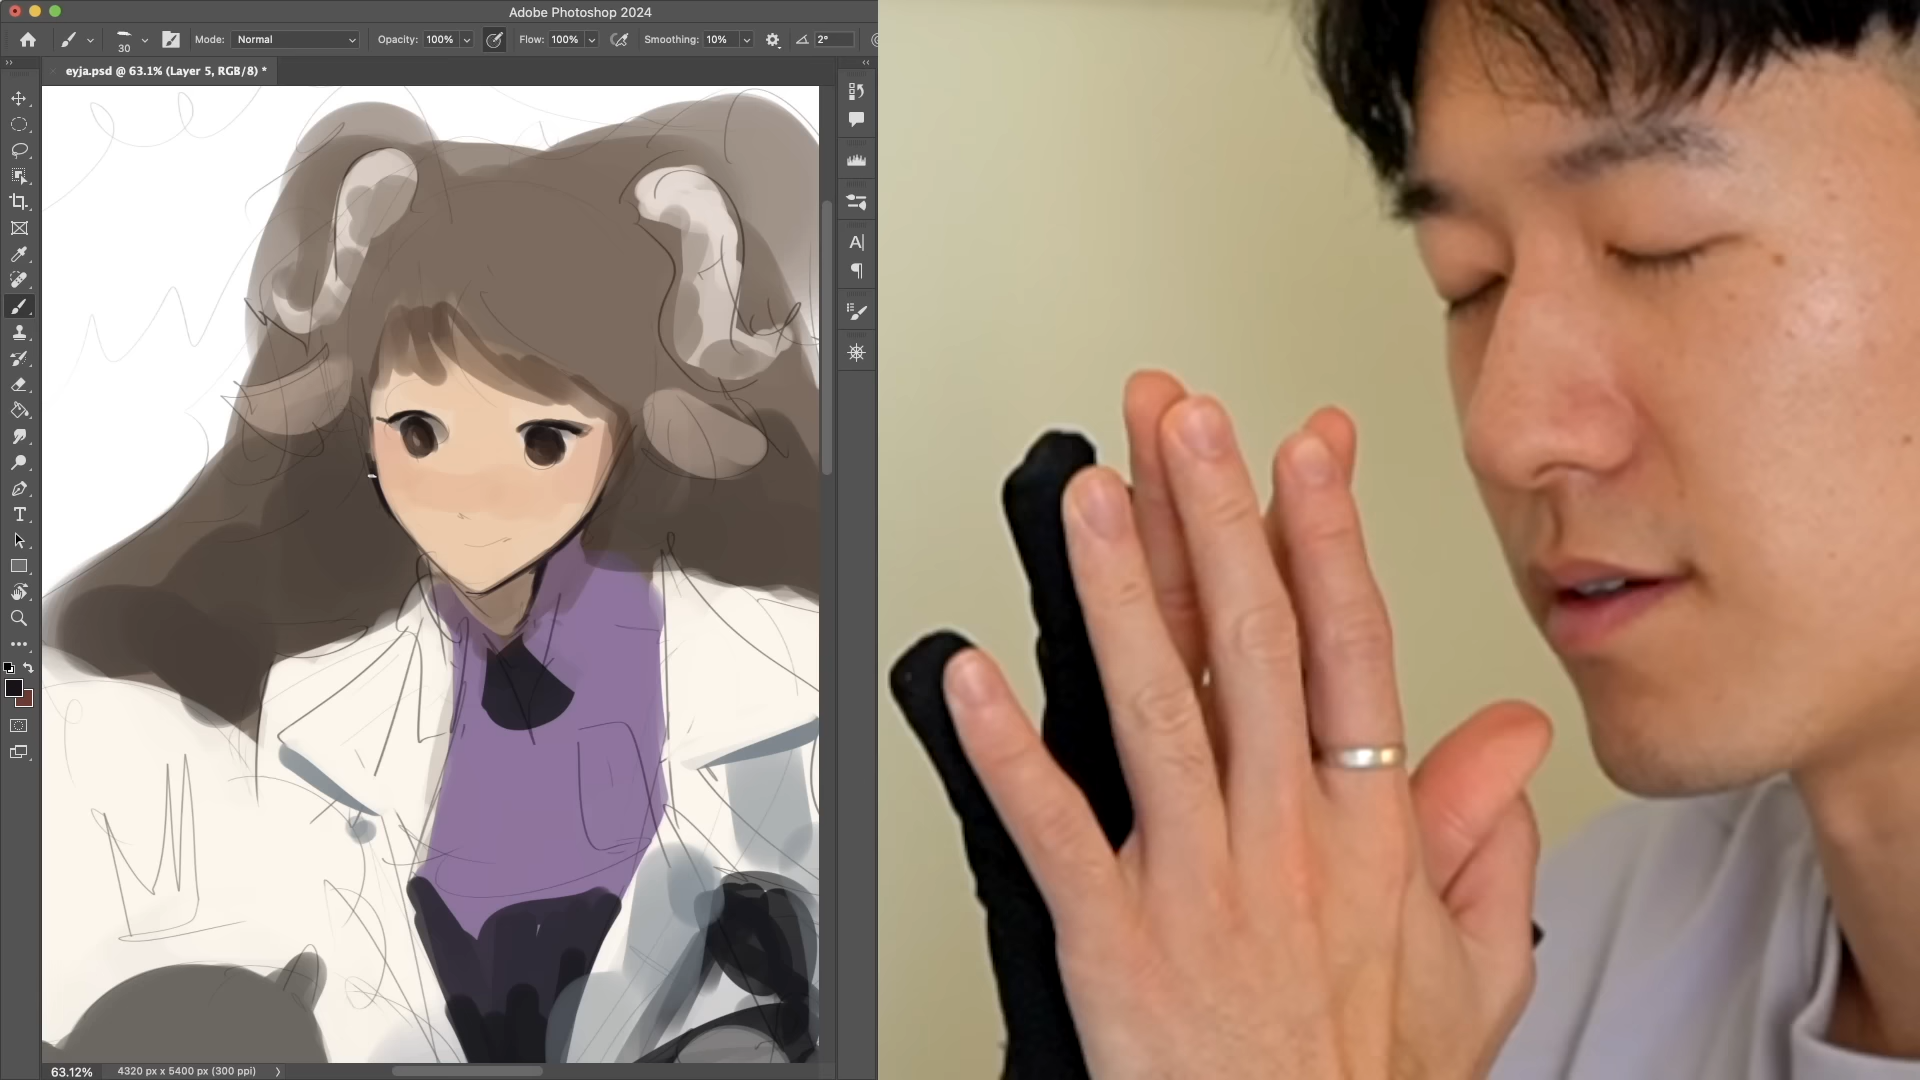 Adobe Photoshop 2024
30
Mode: Normal
Opacity: 100%
Flow: 100%
Smoothing: 10%
2°
eyja.psd @ 63.1% (Layer 5, RGB/8) *
63.12%
4320 px x 5400 px (300 ppi)